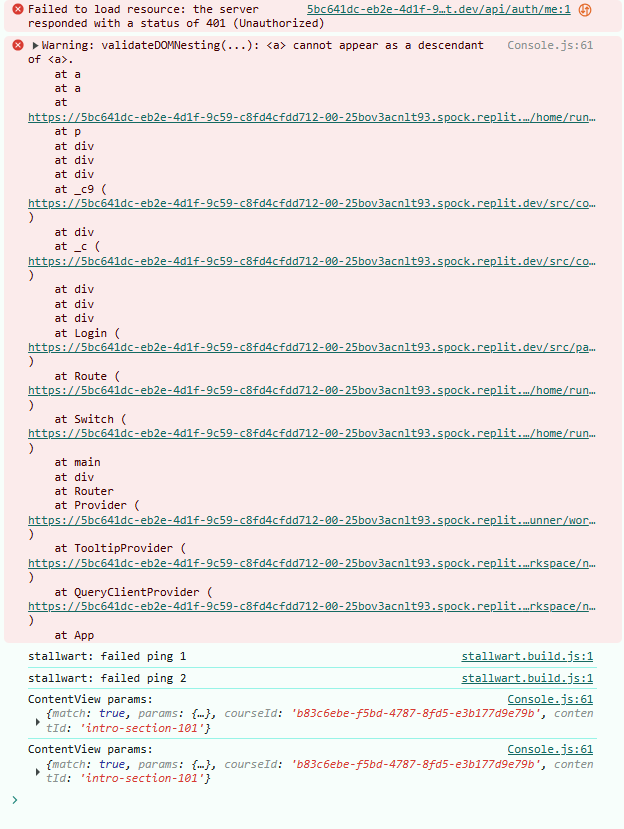 Failed to load resource: the server 5bc641dc-eb2e-4d1f-9…t.dev/api/auth/me:1
responded with a status of 401 (Unauthorized)
▶Warning: validateDOMNesting(...): <a> cannot appear as a descendant Console.js:61
of <a>.
at a
at a
at
https://5bc641dc-eb2e-4d1f-9c59-c8fd4cfdd712-00-25bov3acnlt93.spock.replit.…/home/run…
at p
at div
at div
at div
at _c9 (
https://5bc641dc-eb2e-4d1f-9c59-c8fd4cfdd712-00-25bov3acnlt93.spock.replit.dev/src/co…
)
at div
at _c (
https://5bc641dc-eb2e-4d1f-9c59-c8fd4cfdd712-00-25bov3acnlt93.spock.replit.dev/src/co…
)
at div
at div
at div
at Login (
https://5bc641dc-eb2e-4d1f-9c59-c8fd4cfdd712-00-25bov3acnlt93.spock.replit.dev/src/pa…
)
at Route (
https://5bc641dc-eb2e-4d1f-9c59-c8fd4cfdd712-00-25bov3acnlt93.spock.replit.…/home/run…
)
at Switch (
https://5bc641dc-eb2e-4d1f-9c59-c8fd4cfdd712-00-25bov3acnlt93.spock.replit.…/home/run…
)
at main
at div
at Router
at Provider (
https://5bc641dc-eb2e-4d1f-9c59-c8fd4cfdd712-00-25bov3acnlt93.spock.replit.…unner/wor…
)
at TooltipProvider (
https://5bc641dc-eb2e-4d1f-9c59-c8fd4cfdd712-00-25bov3acnlt93.spock.replit.…rkspace/n…
)
at QueryClientProvider (
https://5bc641dc-eb2e-4d1f-9c59-c8fd4cfdd712-00-25bov3acnlt93.spock.replit.…rkspace/n…
)
at App
stallwart: failed ping 1 stallwart.build.js:1
stallwart: failed ping 2 stallwart.build.js:1
ContentView params: Console.js:61
{match: true, params: {…}, courseId: 'b83c6ebe-f5bd-4787-8fd5-e3b177d9e79b', conten
tId: 'intro-section-101'}
ContentView params: Console.js:61
{match: true, params: {…}, courseId: 'b83c6ebe-f5bd-4787-8fd5-e3b177d9e79b', conten
tId: 'intro-section-101'}